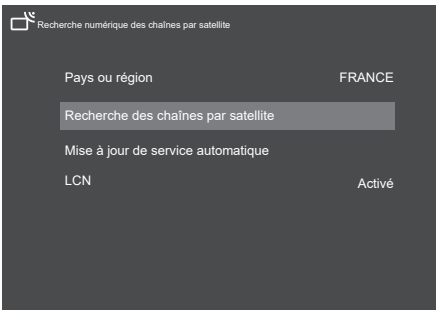 Recherche numérique des chaînes par satellite
Pays ou région FRANCE
Recherche des chaînes par satellite
Mise à jour de service automatique
LCN Activé